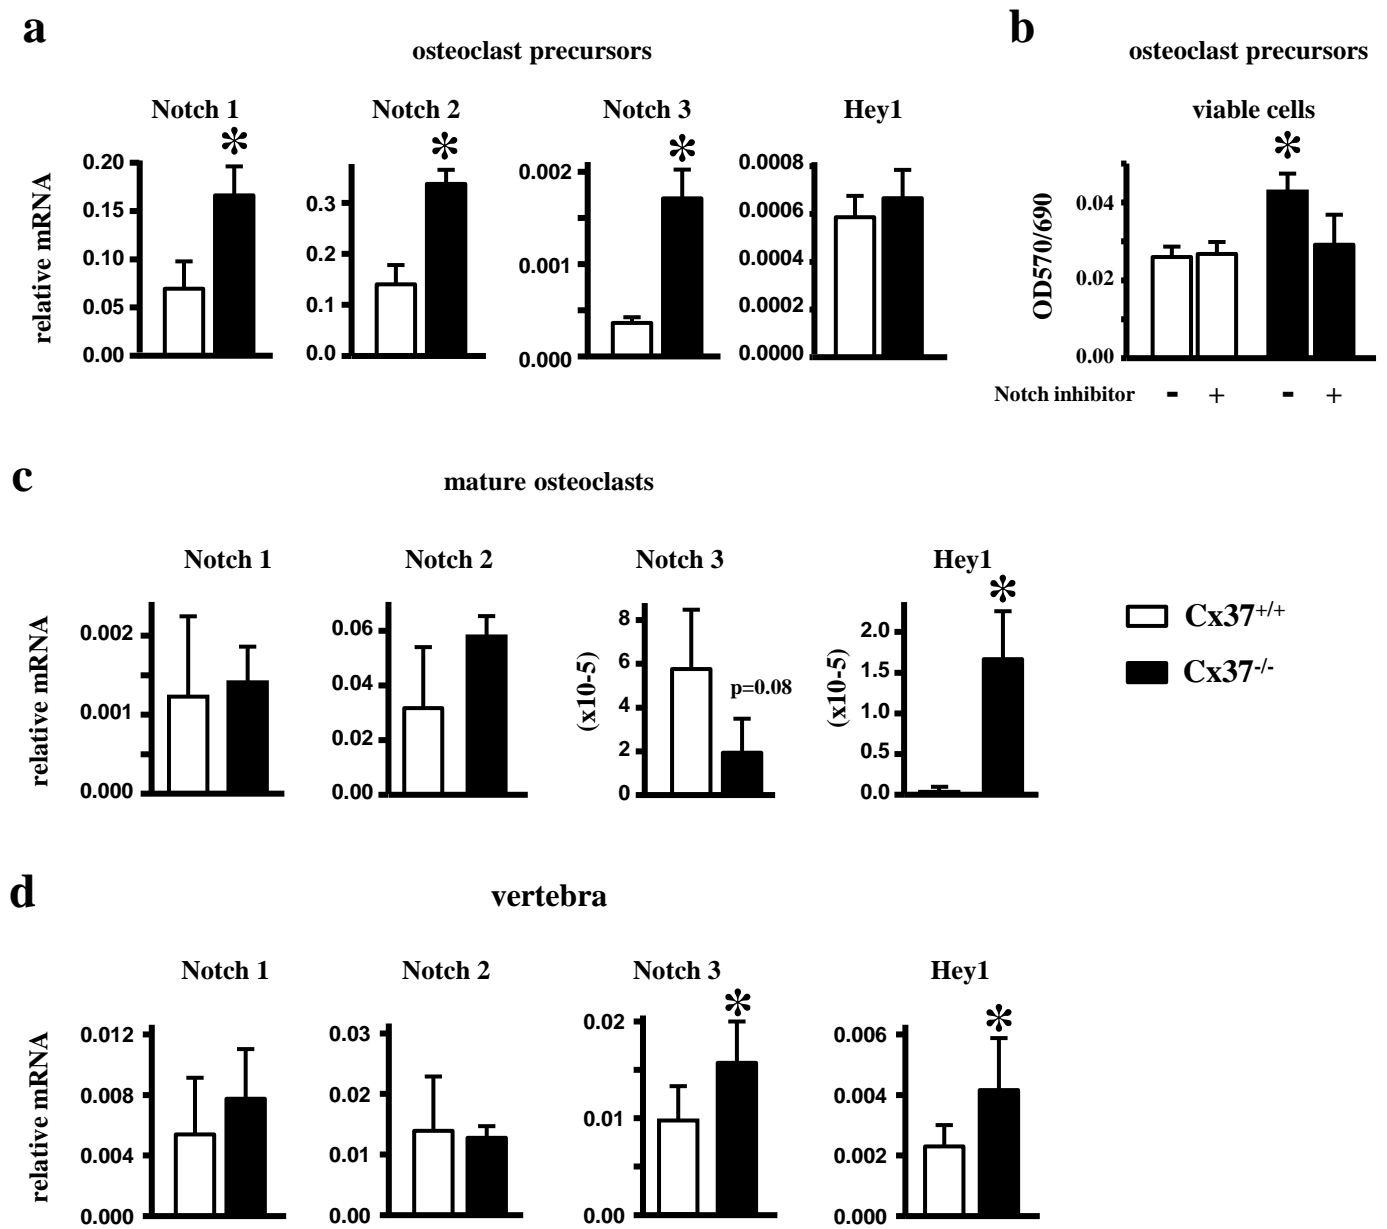 a
osteoclast precursors
Notch 1
Notch 2
Notch 3
Hey1
relative mRNA
0.20
0.15
0.10
0.05
0.00
*
0.3
0.2
0.1
0.0
*
0.002
0.001
0.000
*
0.0008
0.0006
0.0004
0.0002
0.0000
b
osteoclast precursors
viable cells
OD570/690
0.04
0.02
0.00
*
Notch inhibitor - + - +
c
mature osteoclasts
Notch 1
Notch 2
Notch 3
Hey1
relative mRNA
0.002
0.001
0.000
0.06
0.04
0.02
0.00
(x10-5)
8
6
4
2
0
p=0.08
(x10-5)
2.0
1.5
1.0
0.5
0.0
*
Cx37+/+
Cx37-/-
d
vertebra
Notch 1
Notch 2
Notch 3
Hey1
relative mRNA
0.012
0.008
0.004
0.000
0.03
0.02
0.01
0.00
0.02
0.01
0.00
*
0.006
0.004
0.002
0.000
*